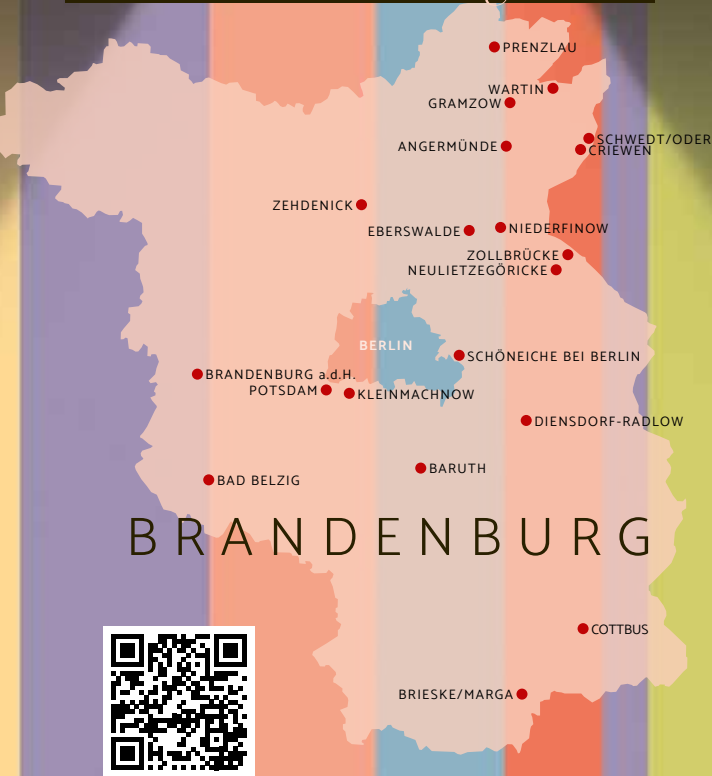 PRENZLAU
WARTIN
GRAMZOW
SCHWEDT/ODER
ANGERMÜNDE
CRIEWEN
ZEHDENICK
NIEDERFINOW
EBERSWALDE
ZOLLBRÜCKE
NEULIETZEGÖRICKE
BERLIN
SCHÖNEICHE BEI BERLIN
BRANDENBURG a.d.H.
POTSDAM
KLEINMACHNOW
DIENSDORF-RADLOW
BARUTH
BAD BELZIG
BRANDENBURG
COTTBUS
BRIESKE/MARGA